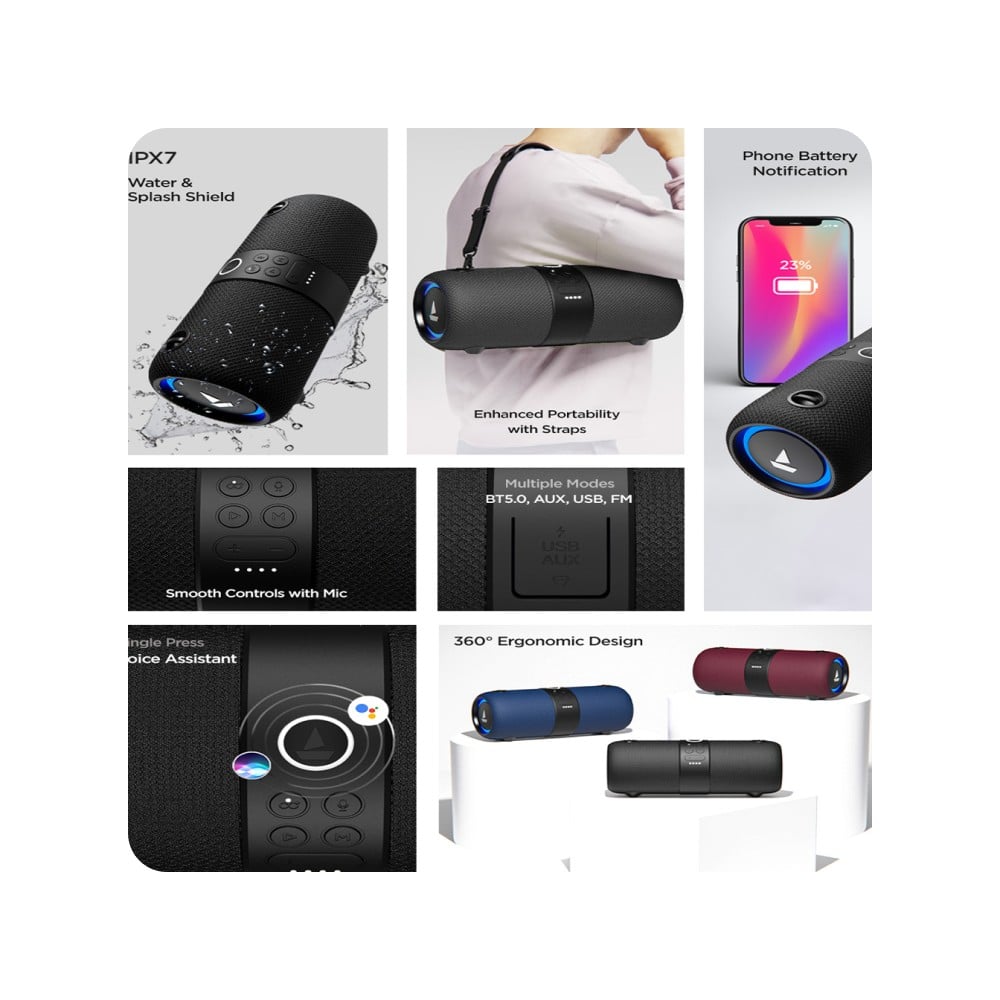 IPX7
Water &
Splash Shield
Enhanced Portability
with Straps
Phone Battery
Notification
23%
Smooth Controls with Mic
Multiple Modes
BT5.0, AUX, USB, FM
USB
AUX
ingle Press
oice Assistant
M
360° Ergonomic Design